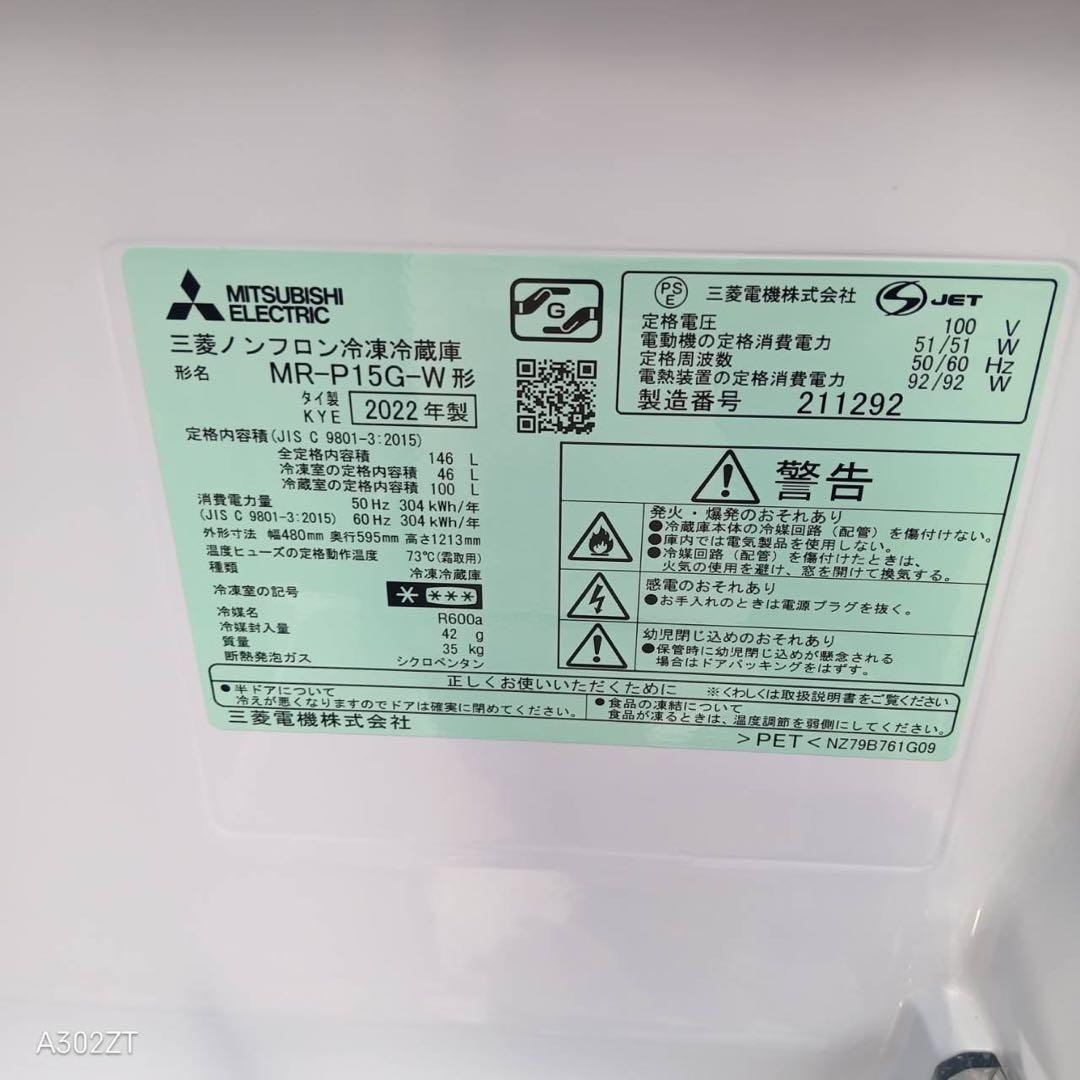 MITSUBISHI
ELECTRIC
三菱ノンフロン冷凍冷蔵庫
形名 MR-P15G-W形
タイ製
KYE 2022年製
定格内容積(JIS C 9801-3:2015)
全定格内容積 146 L
冷凍室の定格内容積 46 L
冷蔵室の定格内容積 100 L
消費電力量 50Hz 304kWh/年
(JIS C 9801-3:2015) 60Hz 304kWh/年
外形寸法 幅480mm 奥行595mm 高さ1213mm
温度ヒューズの定格動作温度 73℃(霜取用)
種類 冷凍冷蔵庫
冷凍室の記号 * ***
冷媒名 R600a
冷媒封入量 42 g
質量 35 kg
断熱発泡ガス シクロペンタン
G
PS
E
三菱電機株式会社 JET
定格電圧 100 V
電動機の定格消費電力 51/51 W
定格周波数 50/60 Hz
電熱装置の定格消費電力 92/92 W
製造番号 211292
警告
発火・爆発のおそれあり
●冷蔵庫本体の冷媒回路(配管)を傷付けない。
●庫内では電気製品を使用しない。
●冷媒回路(配管)を傷付けたときは、
火気の使用を避け、窓を開けて換気する。
感電のおそれあり
●お手入れのときは電源プラグを抜く。
幼児閉じ込めのおそれあり
●保管時に幼児閉じ込めが懸念される
場合はドアパッキングをはずす。
正しくお使いいただくために ※くわしくは取扱説明書をご覧ください
●半ドアについて
冷えが悪くなりますのでドアは確実に閉めてください。
●食品の凍結について
食品が凍るときは、温度調節を弱側にしてください。
三菱電機株式会社
>PET< NZ79B761G09
A302ZT